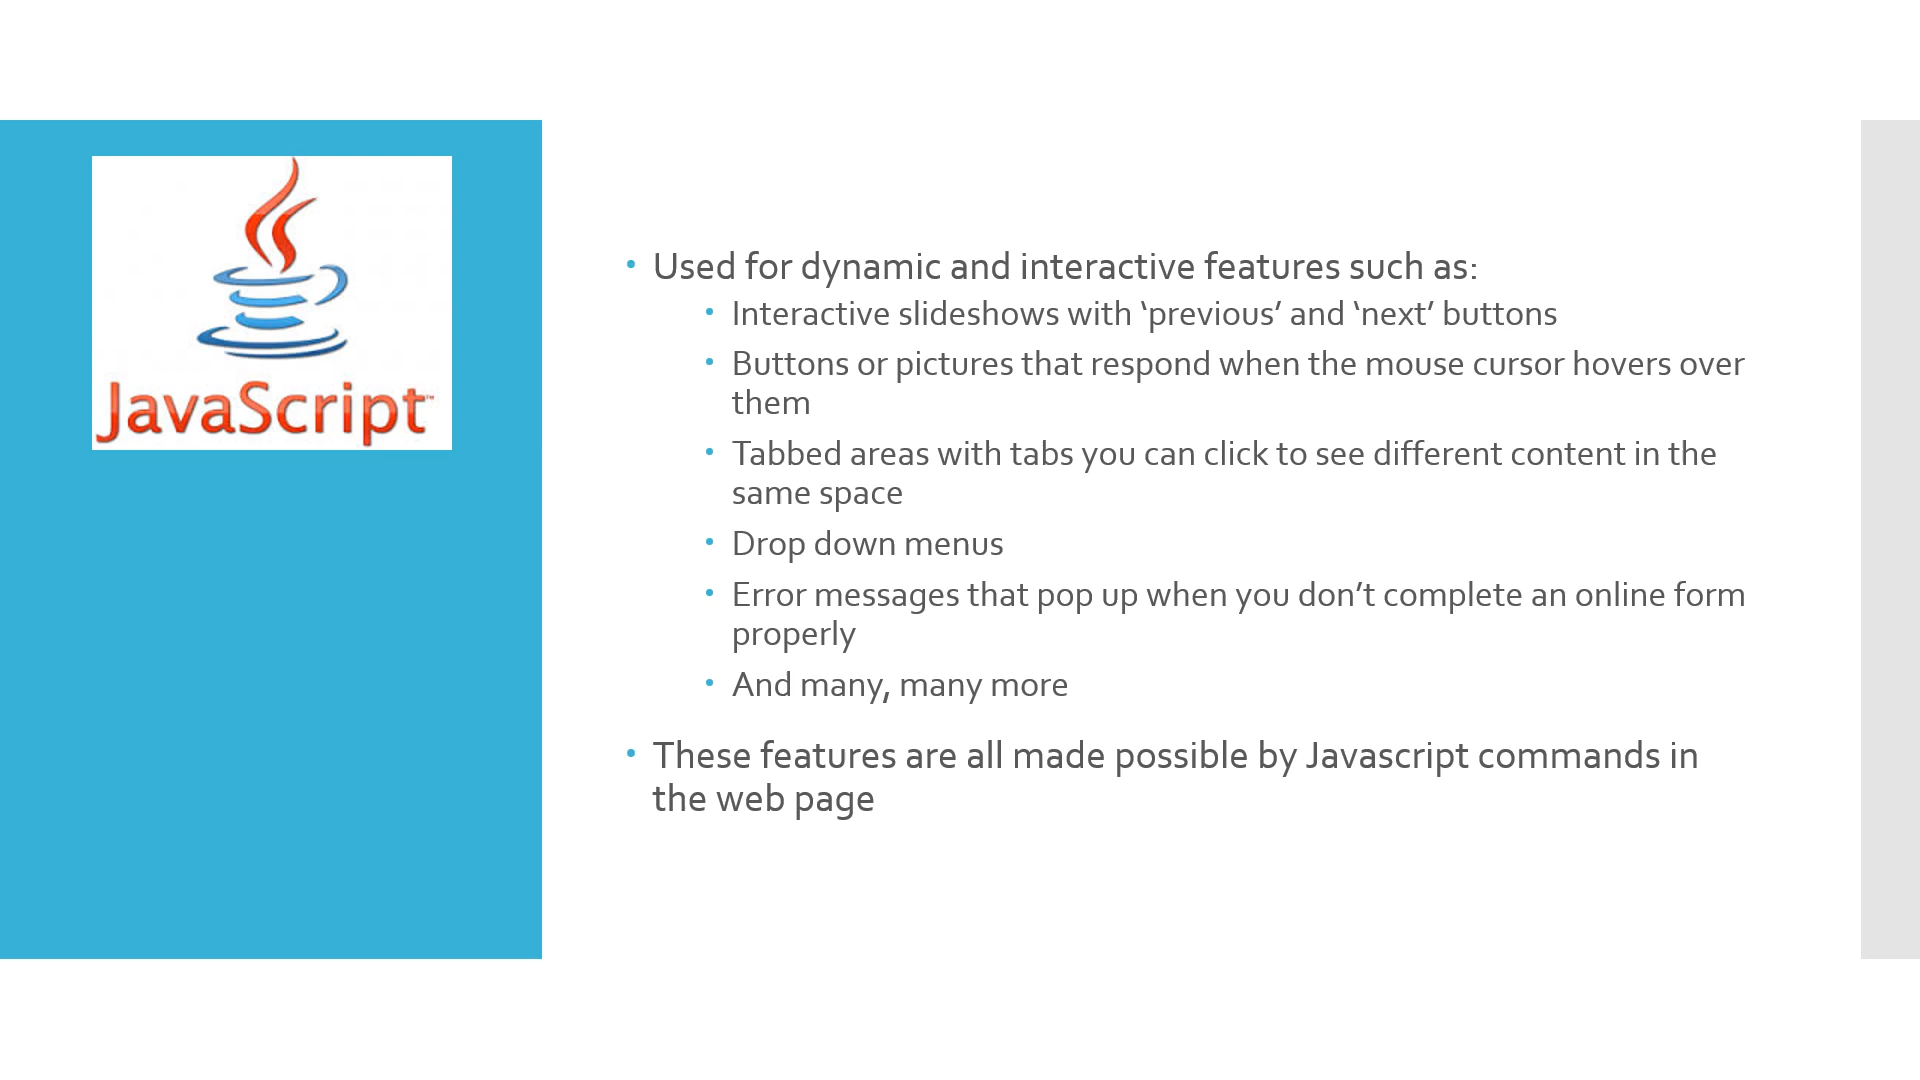 JavaScript™
Used for dynamic and interactive features such as:
Interactive slideshows with ‘previous’ and ‘next’ buttons
Buttons or pictures that respond when the mouse cursor hovers over
them
Tabbed areas with tabs you can click to see different content in the
same space
Drop down menus
Error messages that pop up when you don’t complete an online form
properly
And many, many more
These features are all made possible by Javascript commands in
the web page